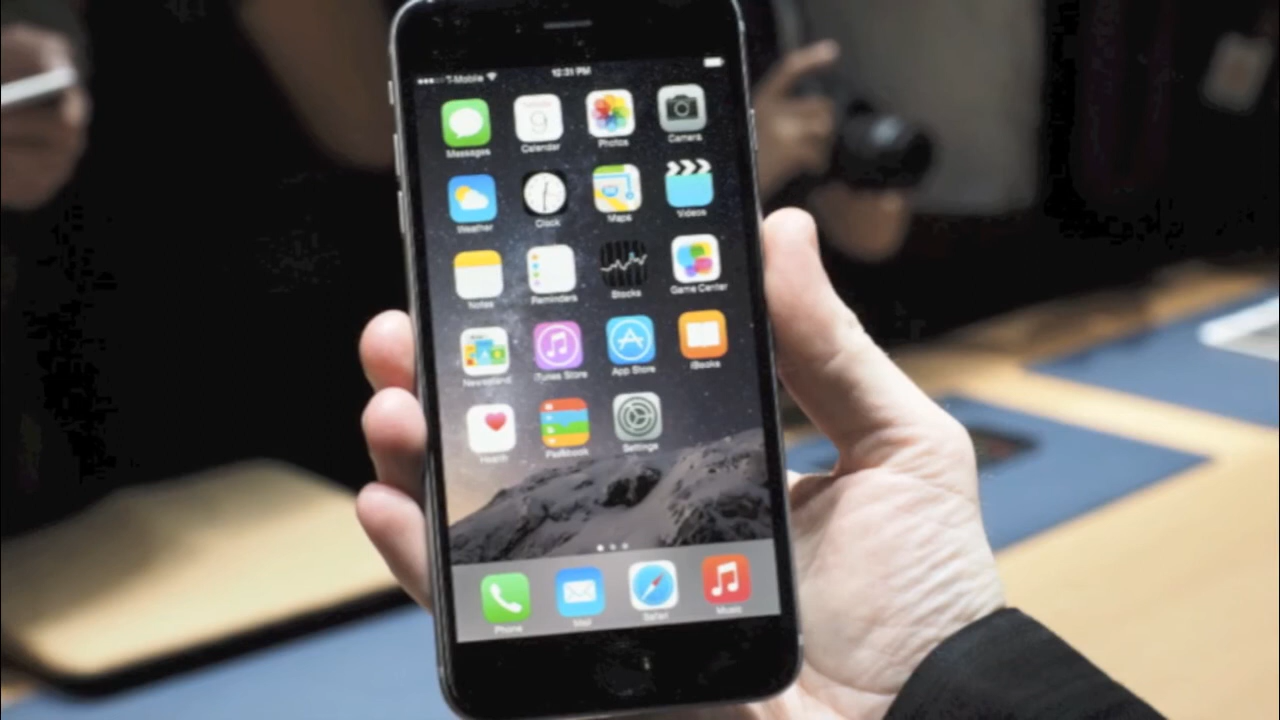 T-Mobile 12:31 PM
9
Messages Calendar Photos Camera
Weather Clock Maps Videos
Notes Reminders Stocks Game Center
Newsstand iTunes Store App Store iBooks
Health Passbook Settings
Phone Mail Safari Music